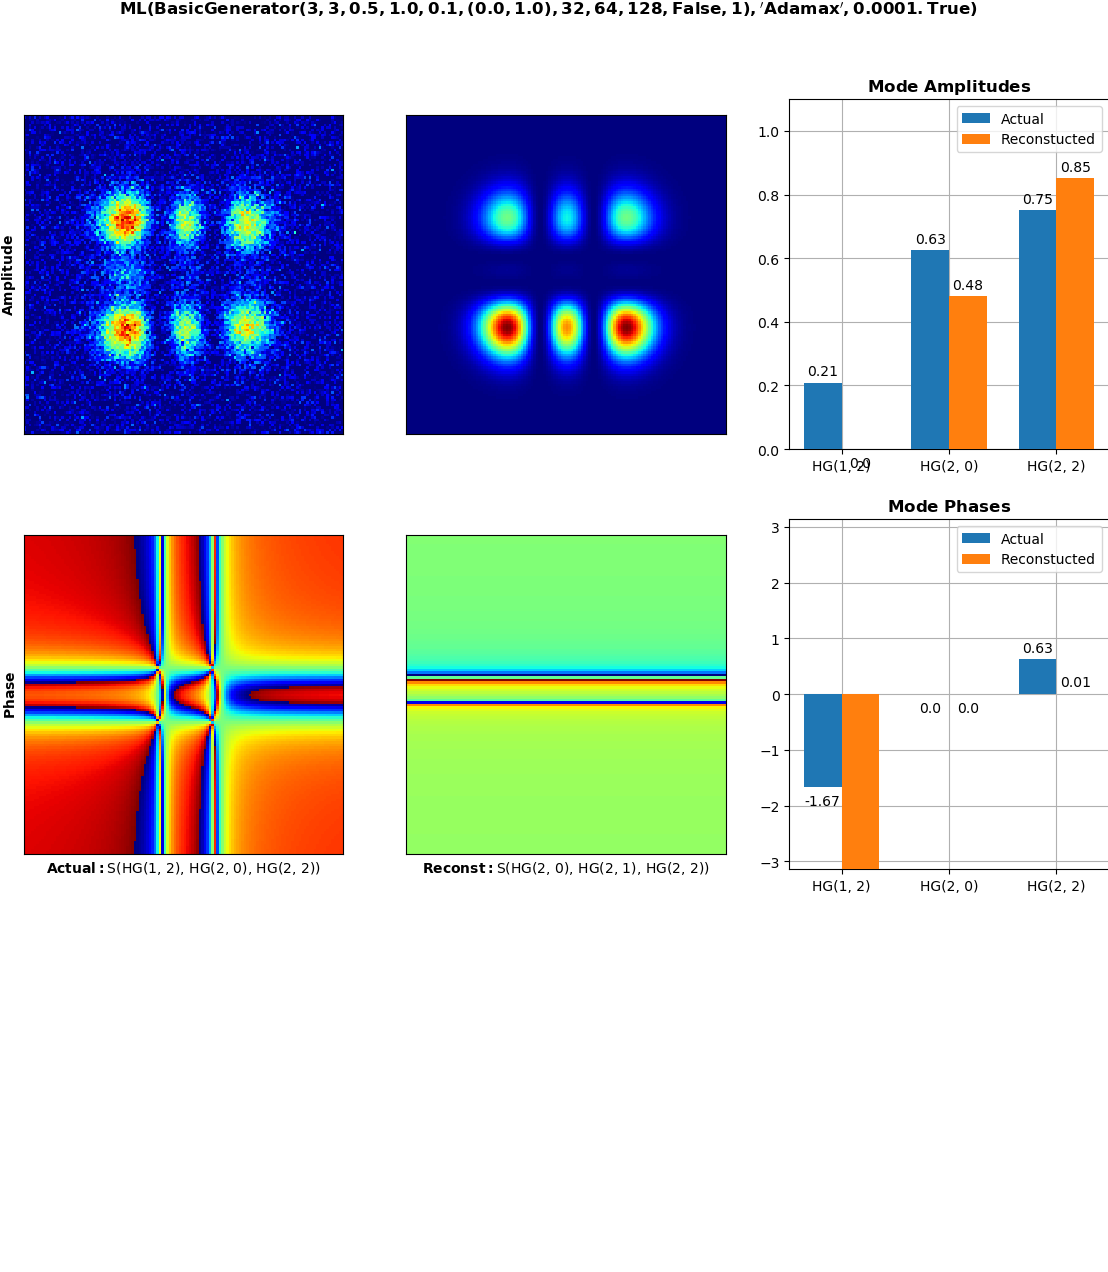 ML(BasicGenerator(3, 3, 0.5, 1.0, 0.1, (0.0, 1.0), 32, 64, 128, False, 1), ′Adamax′, 0.0001. True)
Amplitude
Mode Amplitudes
Actual
Reconstucted
1.0
0.8
0.6
0.4
0.2
0.0
0.21
0.0
0.63
0.48
0.75
0.85
HG(1, 2)
HG(2, 0)
HG(2, 2)
Phase
Actual: S(HG(1, 2), HG(2, 0), HG(2, 2))
Reconst: S(HG(2, 0), HG(2, 1), HG(2, 2))
Mode Phases
Actual
Reconstucted
3
2
1
0
−1
−2
−3
-1.67
0.0
0.0
0.63
0.01
HG(1, 2)
HG(2, 0)
HG(2, 2)